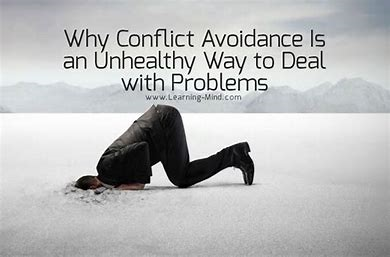 Why Conflict Avoidance Is
an Unhealthy Way to Deal
with Problems
www.Learning-Mind.com